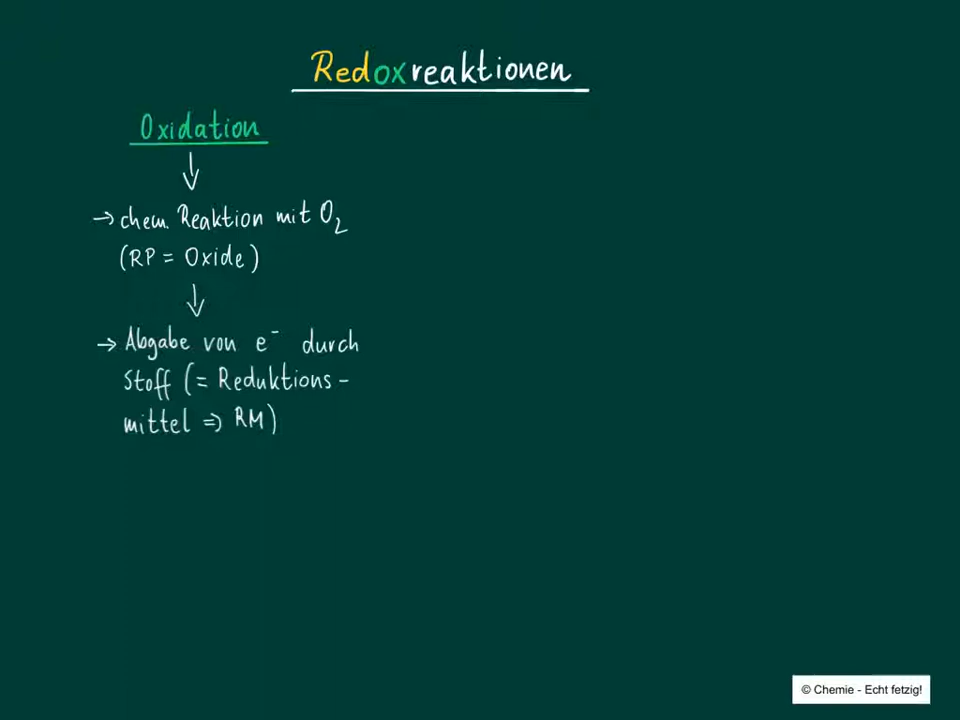 Redoxreaktionen
Oxidation
→ chem. Reaktion mit O₂
(RP = Oxide)
→ Abgabe von e⁻ durch
Stoff (= Reduktions-
mittel ⇒ RM)
© Chemie - Echt fetzig!